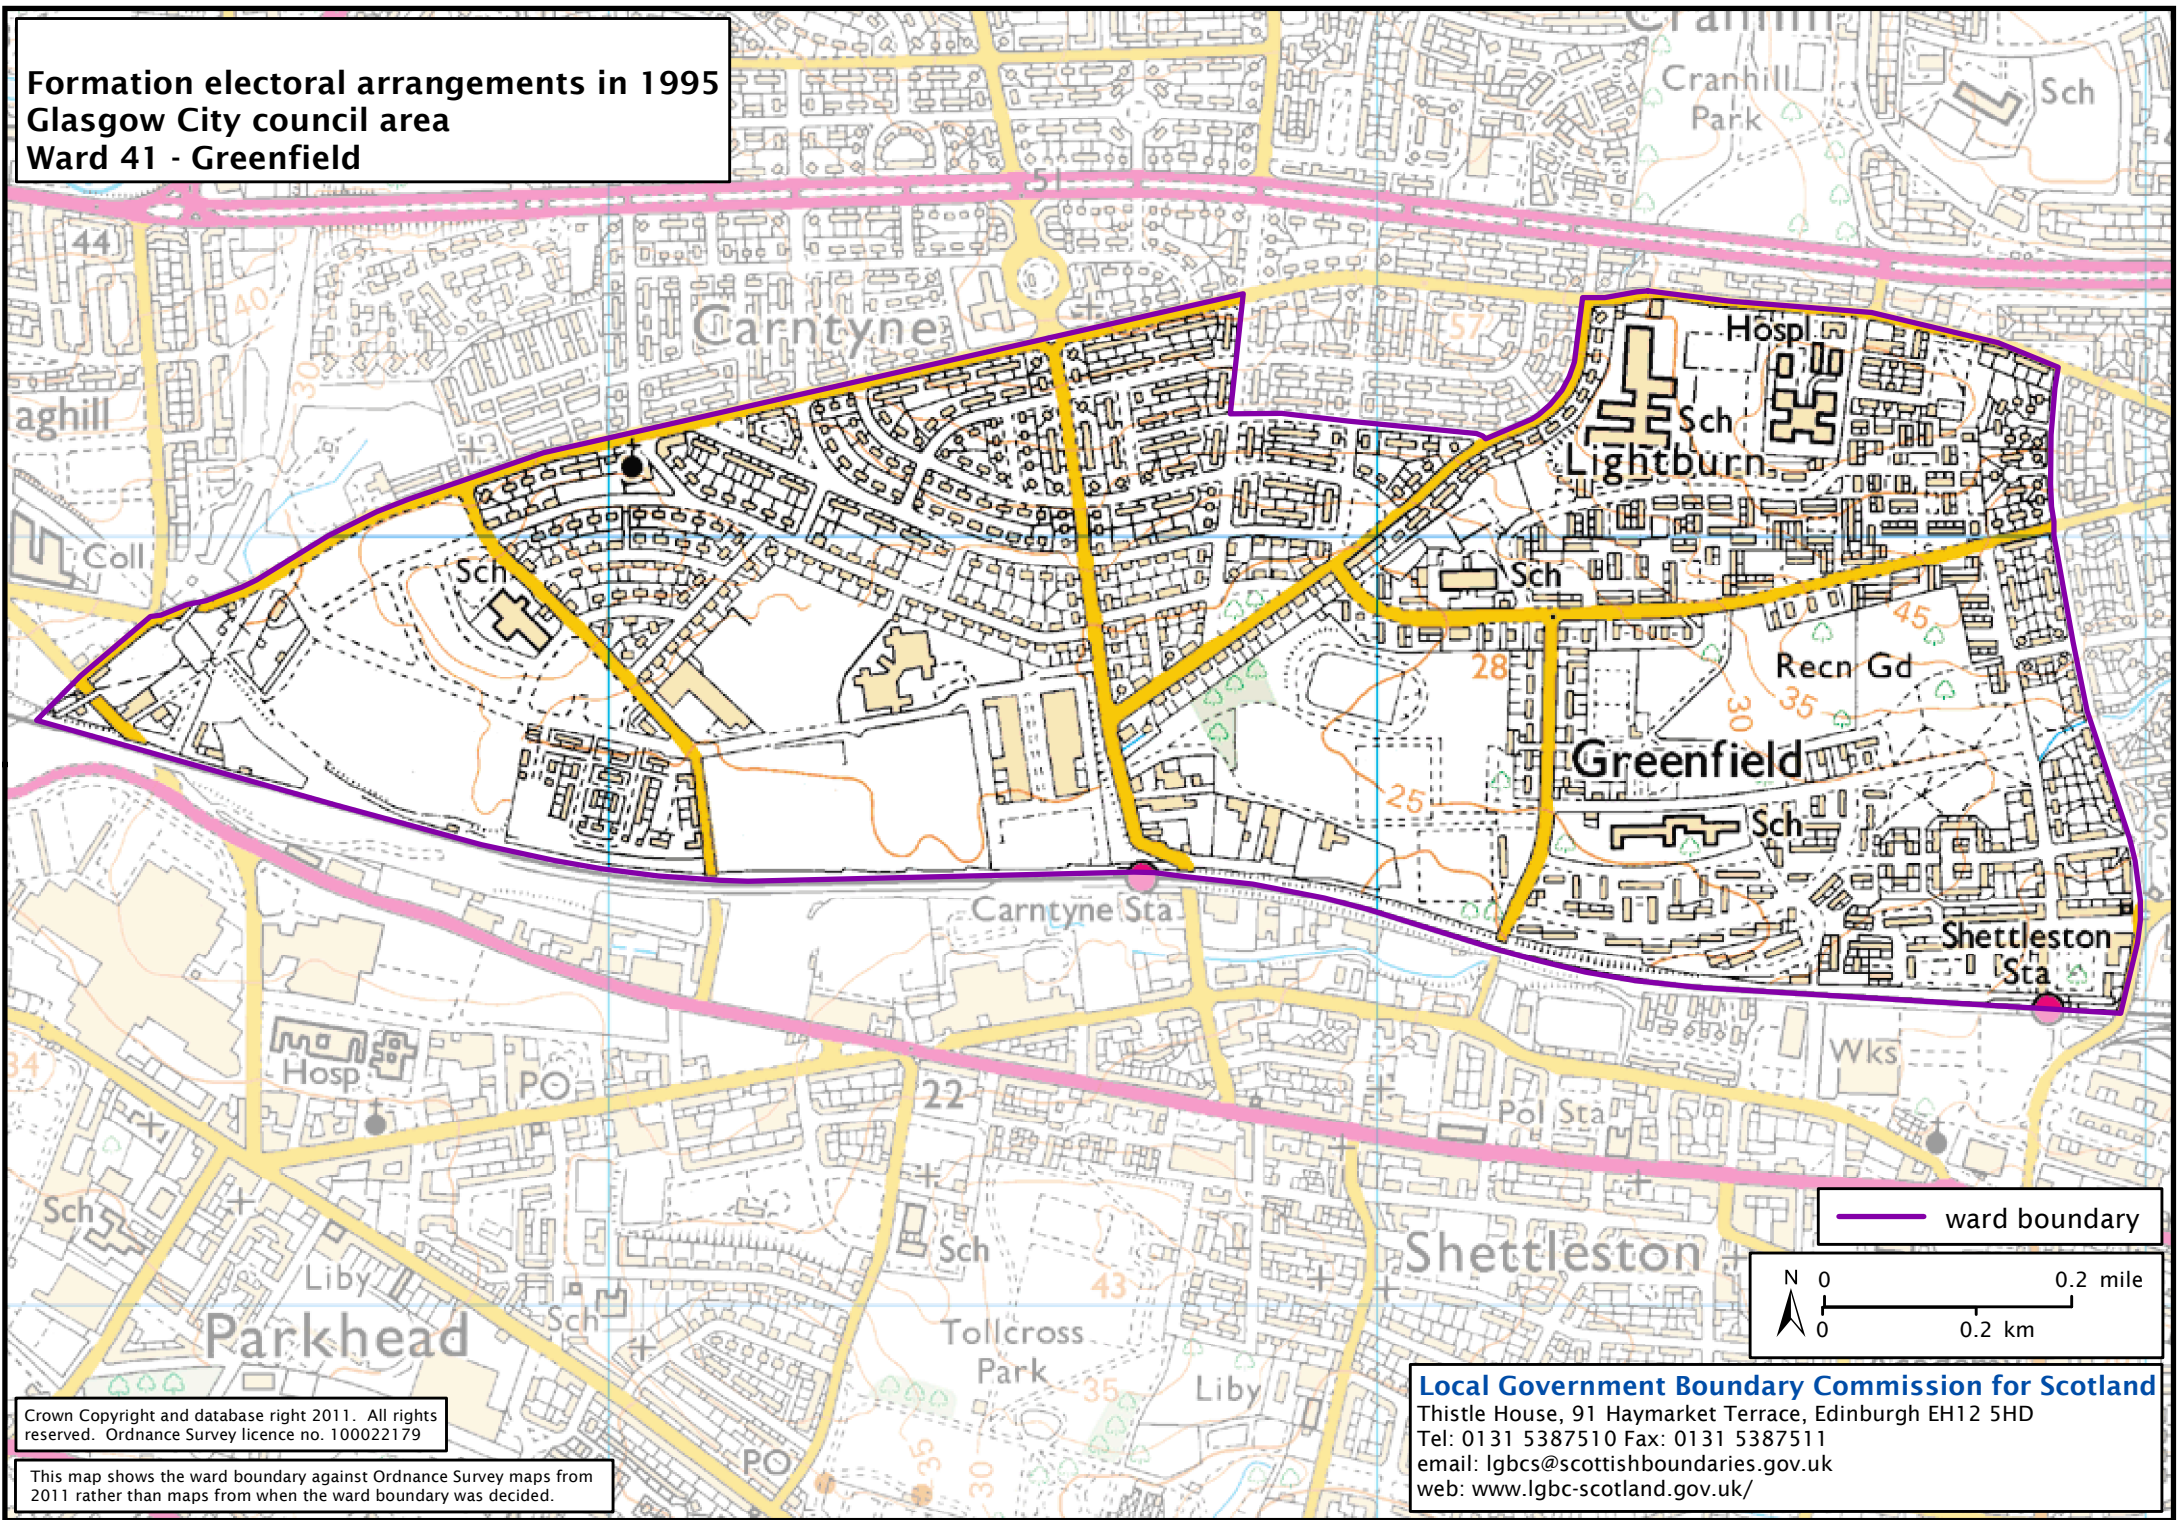 Formation electoral arrangements in 1995
Glasgow City council area
Ward 41 - Greenfield
Cranhill
Cranhill
Park
Sch
51
44
40
30
Carntyne
57
Hospl
Sch
Lightburn
aghill
Coll
Sch
Sch
45
28
Recn Gd
35
30
Greenfield
25
Sch
Carntyne Sta
Shettleston
Sta
34
Hosp
PO
22
Wks
Pol Sta
Sch
Liby
Sch
Parkhead
Sch
43
Tollcross
Park
35
Liby
Shettleston
PO
35
30
ward boundary
N 0 0.2 mile
0 0.2 km
Crown Copyright and database right 2011. All rights
reserved. Ordnance Survey licence no. 100022179
This map shows the ward boundary against Ordnance Survey maps from
2011 rather than maps from when the ward boundary was decided.
Local Government Boundary Commission for Scotland
Thistle House, 91 Haymarket Terrace, Edinburgh EH12 5HD
Tel: 0131 5387510 Fax: 0131 5387511
email: lgbcs@scottishboundaries.gov.uk
web: www.lgbc-scotland.gov.uk/